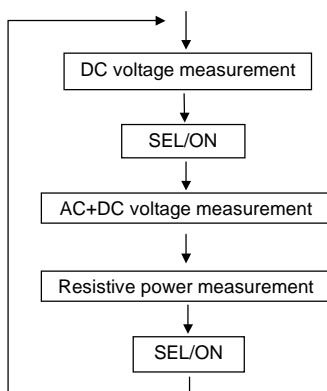 DC voltage measurement
SEL/ON
AC+DC voltage measurement
Resistive power measurement
SEL/ON